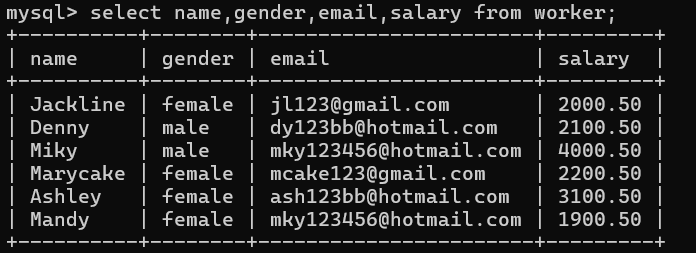 mysql> select name,gender,email,salary from worker;
+----------+--------+-----------------------+---------+
| name     | gender | email                 | salary  |
+----------+--------+-----------------------+---------+
| Jackline | female | jl123@gmail.com       | 2000.50 |
| Denny    | male   | dy123bb@hotmail.com   | 2100.50 |
| Miky     | male   | mky123456@hotmail.com | 4000.50 |
| Marycake | female | mcake123@gmail.com    | 2200.50 |
| Ashley   | female | ash123bb@hotmail.com  | 3100.50 |
| Mandy    | female | mky123456@hotmail.com | 1900.50 |
+----------+--------+-----------------------+---------+